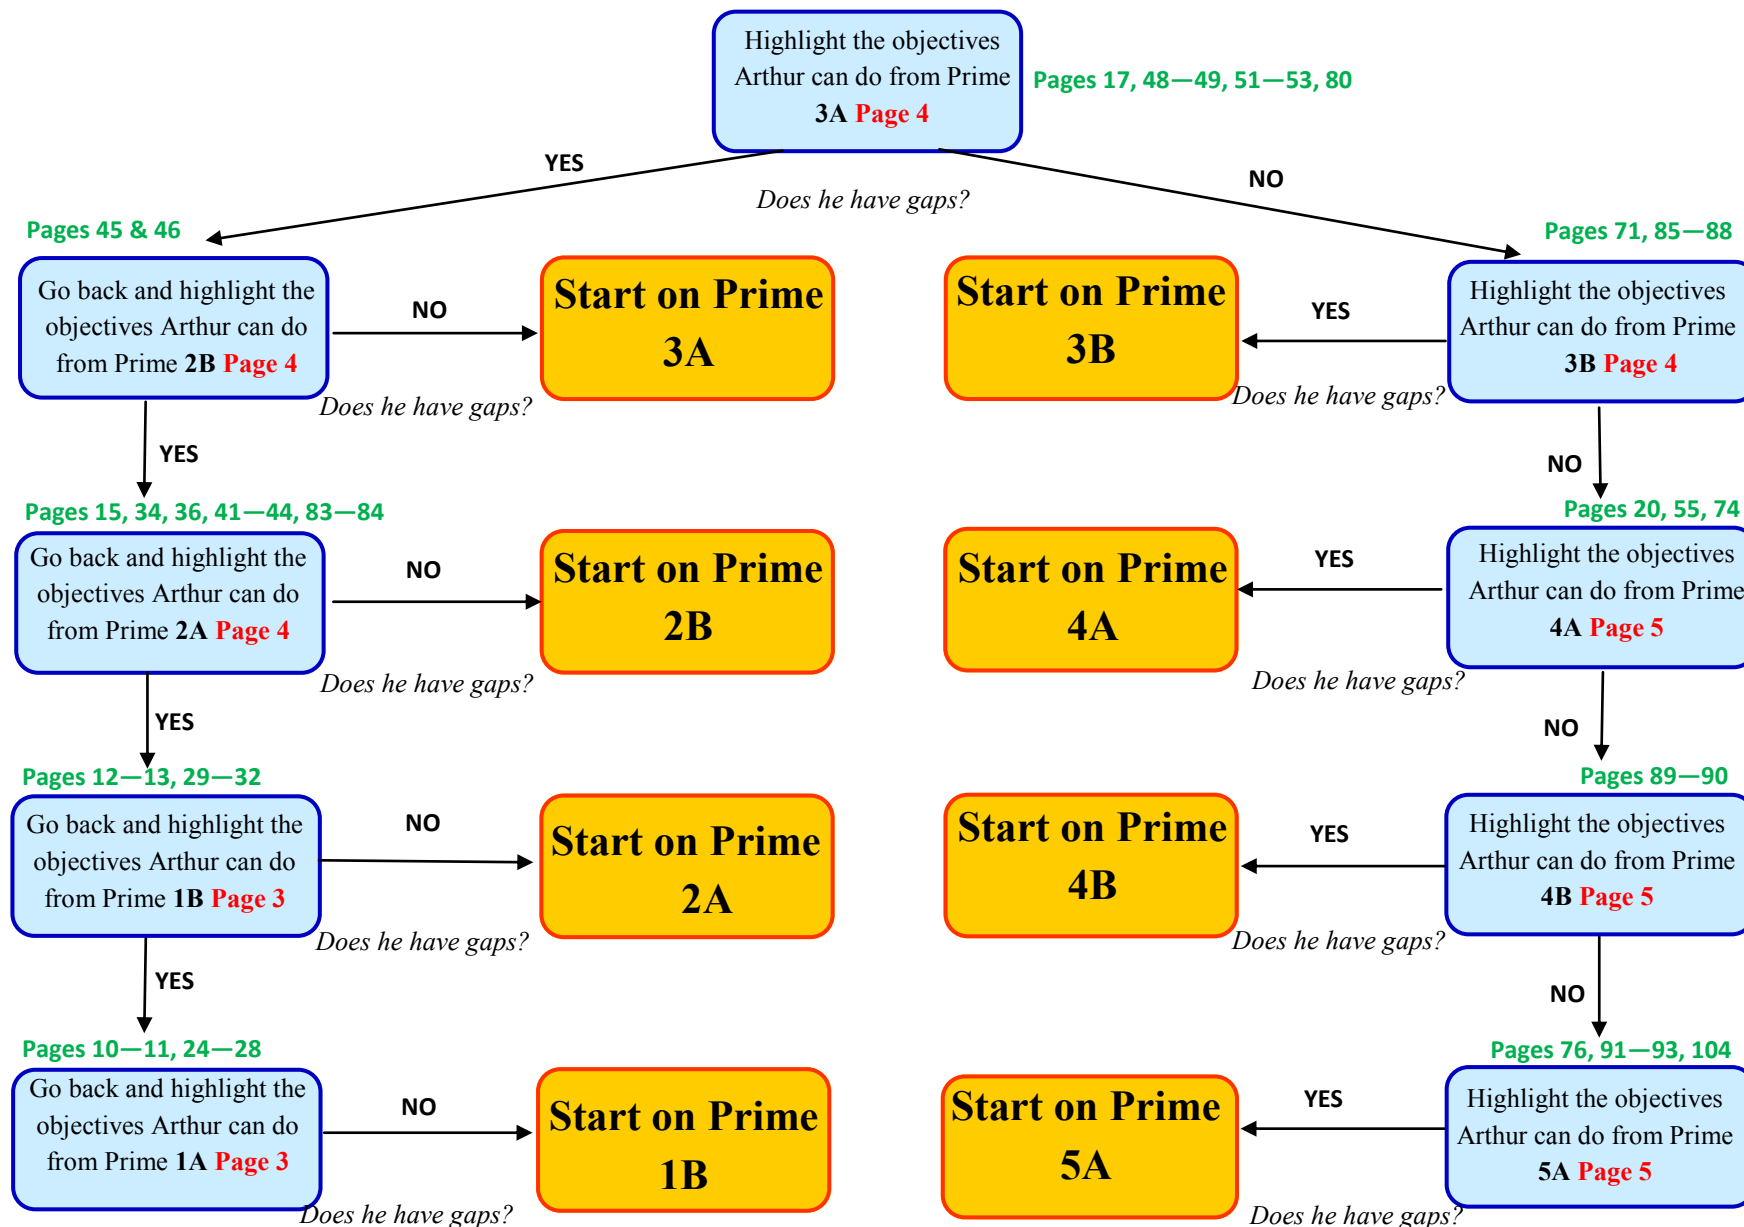 Highlight the objectives
Arthur can do from Prime
3A Page 4
Pages 17, 48—49, 51—53, 80
YES
NO
Does he have gaps?
Pages 45 & 46
Go back and highlight the
objectives Arthur can do
from Prime 2B Page 4
NO
Does he have gaps?
Start on Prime
3A
YES
Pages 71, 85—88
Highlight the objectives
Arthur can do from Prime
3B Page 4
YES
Does he have gaps?
Start on Prime
3B
NO
Pages 15, 34, 36, 41—44, 83—84
Go back and highlight the
objectives Arthur can do
from Prime 2A Page 4
NO
Does he have gaps?
Start on Prime
2B
YES
Pages 20, 55, 74
Highlight the objectives
Arthur can do from Prime
4A Page 5
YES
Does he have gaps?
Start on Prime
4A
NO
Pages 12—13, 29—32
Go back and highlight the
objectives Arthur can do
from Prime 1B Page 3
NO
Does he have gaps?
Start on Prime
2A
YES
Pages 89—90
Highlight the objectives
Arthur can do from Prime
4B Page 5
YES
Does he have gaps?
Start on Prime
4B
NO
Pages 10—11, 24—28
Go back and highlight the
objectives Arthur can do
from Prime 1A Page 3
NO
Does he have gaps?
Start on Prime
1B
Pages 76, 91—93, 104
Highlight the objectives
Arthur can do from Prime
5A Page 5
YES
Does he have gaps?
Start on Prime
5A